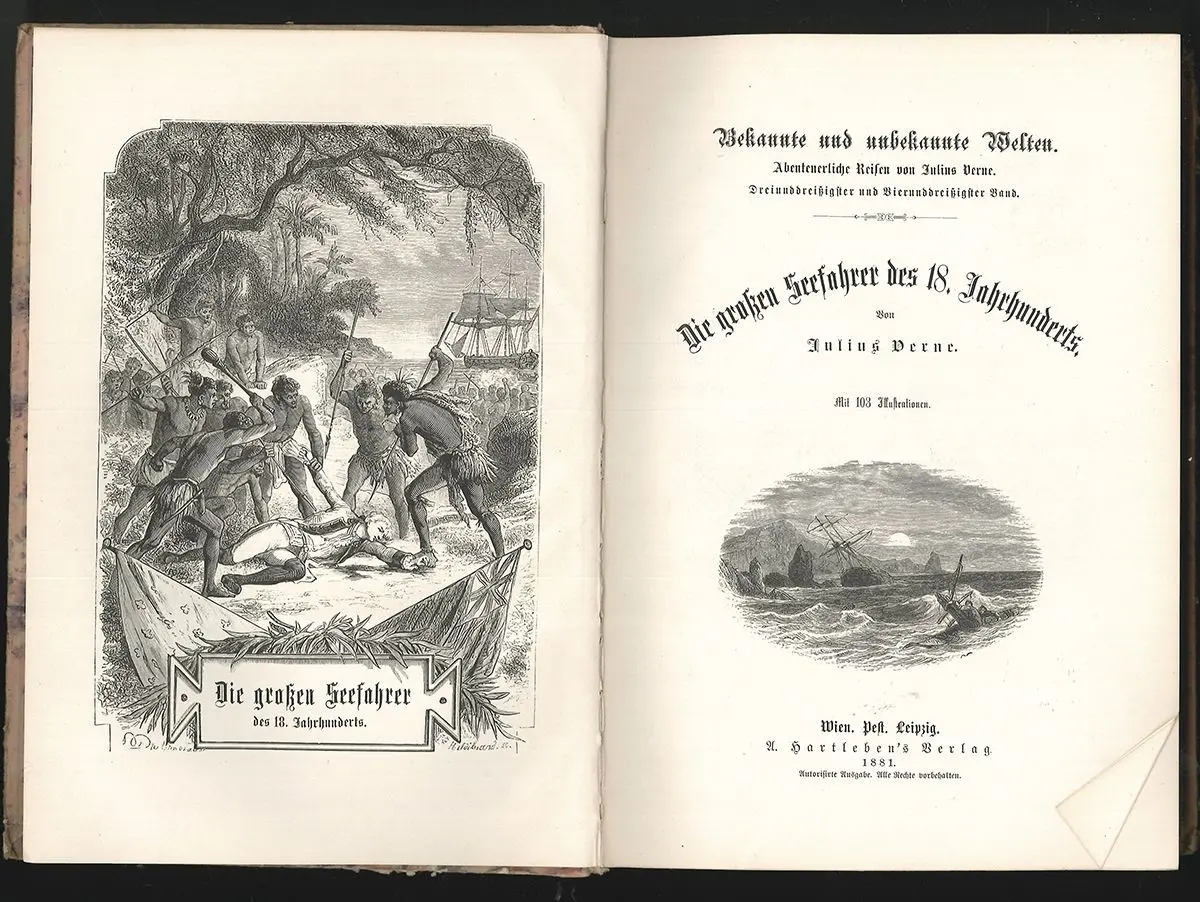 Die großen Seefahrer
des 18. Jahrhunderts.
Bekannte und unbekannte Welten.
Abenteuerliche Reisen von Julius Verne.
Dreiunddreißigster und Vierunddreißigster Band.
Die großen Seefahrer des 18. Jahrhunderts.
Von
Julius Verne.
Mit 103 Illustrationen.
Wien. Pest. Leipzig.
A. Hartleben's Verlag
1881.
Autorisirte Ausgabe. Alle Rechte vorbehalten.